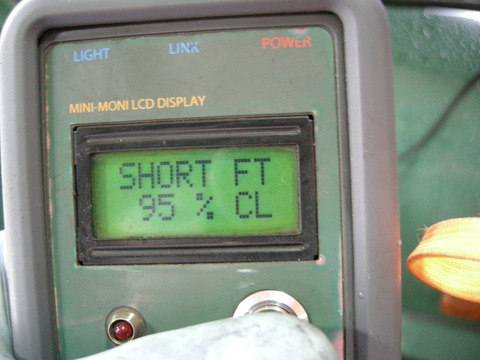 LIGHT LINK POWER
MINI-MONI LCD DISPLAY
SHORT FT
95 % CL